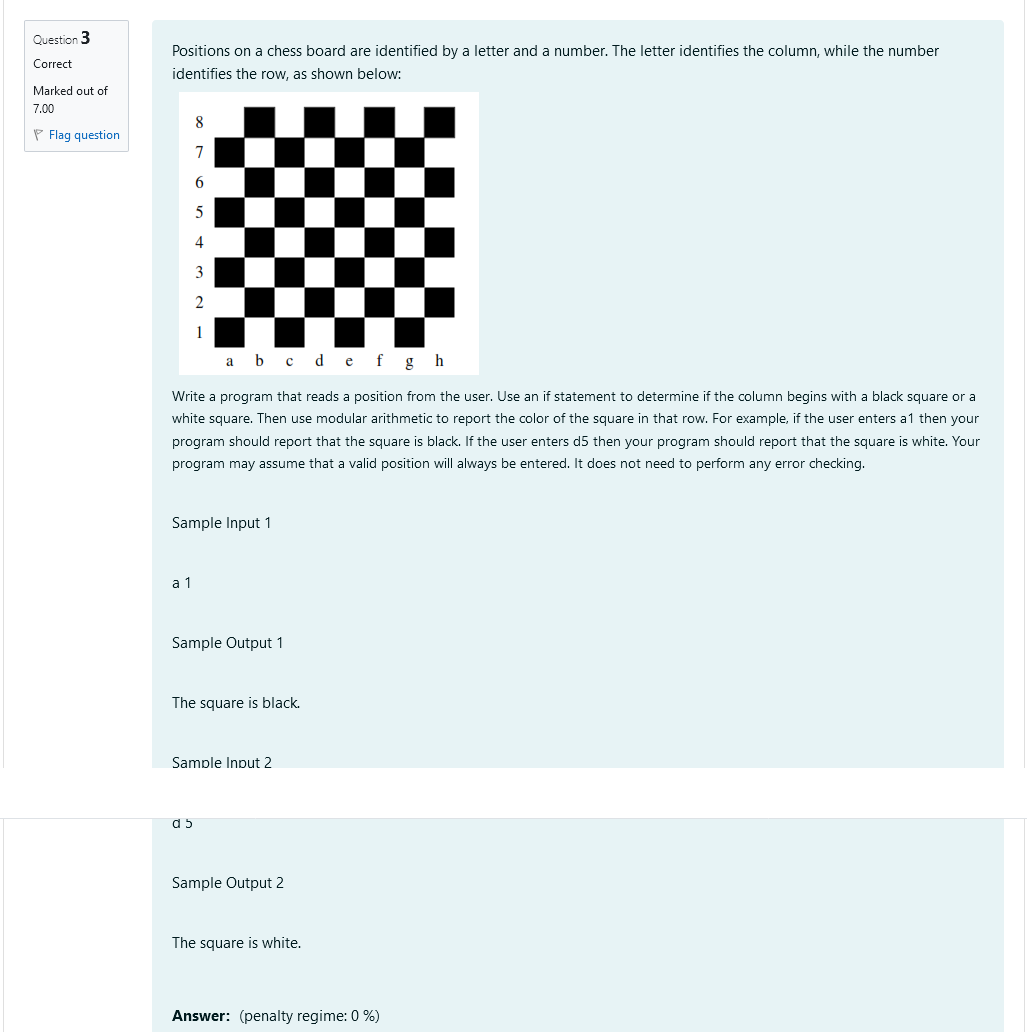 Question 3
Correct
Marked out of
7.00
Flag question
Positions on a chess board are identified by a letter and a number. The letter identifies the column, while the number
identifies the row, as shown below:
8
7
6
5
4
3
2
1
a b c d e f g h
Write a program that reads a position from the user. Use an if statement to determine if the column begins with a black square or a
white square. Then use modular arithmetic to report the color of the square in that row. For example, if the user enters a1 then your
program should report that the square is black. If the user enters d5 then your program should report that the square is white. Your
program may assume that a valid position will always be entered. It does not need to perform any error checking.
Sample Input 1
a 1
Sample Output 1
The square is black.
Sample Input 2
d 5
Sample Output 2
The square is white.
Answer: (penalty regime: 0 %)